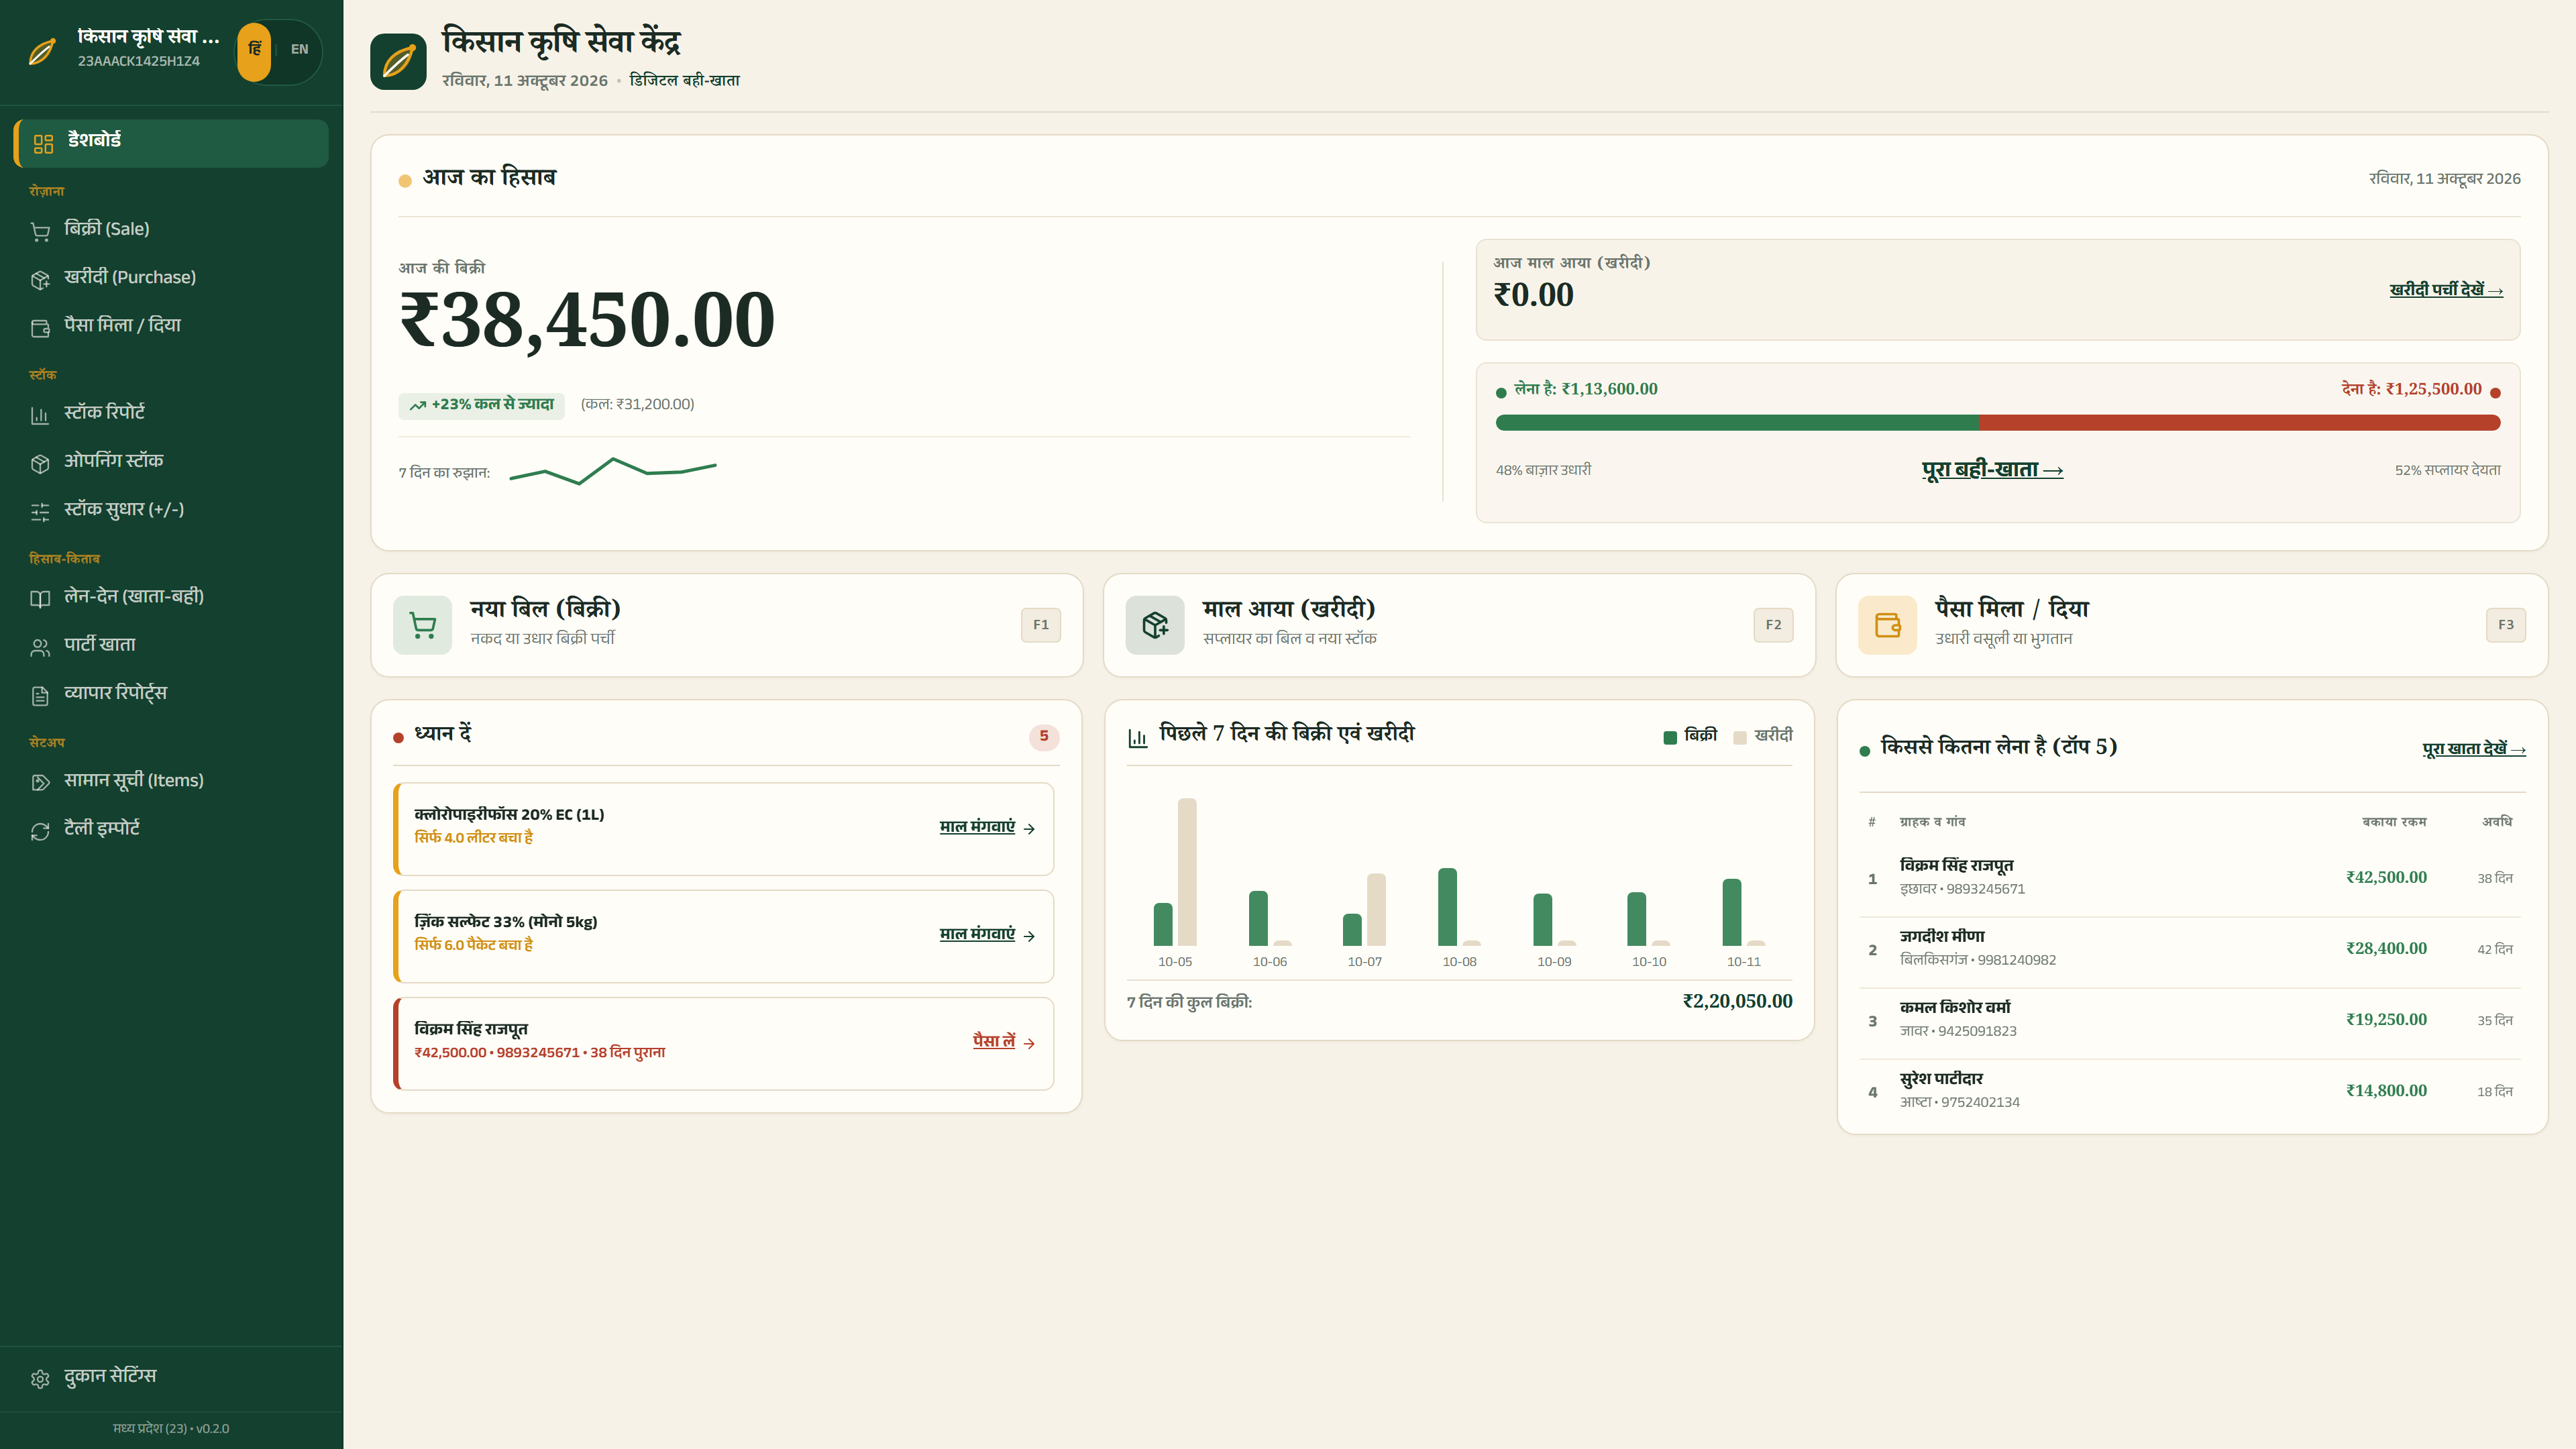 किसान कृषि सेवा ...
23AAACK1425H1Z4
हिं
EN
डैशबोर्ड
रोज़ाना
बिक्री (Sale)
खरीदी (Purchase)
पैसा मिला / दिया
स्टॉक
स्टॉक रिपोर्ट
ओपनिंग स्टॉक
स्टॉक सुधार (+/-)
हिसाब-किताब
लेन-देन (खाता-बही)
पार्टी खाता
व्यापार रिपोर्ट्स
सेटअप
सामान सूची (Items)
टैली इम्पोर्ट
दुकान सेटिंग्स
मध्य प्रदेश (23) • v0.2.0
किसान कृषि सेवा केंद्र
रविवार, 11 अक्टूबर 2026 • डिजिटल बही-खाता
आज का हिसाब
रविवार, 11 अक्टूबर 2026
आज की बिक्री
₹38,450.00
+23% कल से ज्यादा
(कल: ₹31,200.00)
7 दिन का रुझान:
आज माल आया (खरीदी)
₹0.00
खरीदी पर्ची देखें →
लेना है: ₹1,13,600.00
देना है: ₹1,25,500.00
48% बाज़ार उधारी
पूरा बही-खाता →
52% सप्लायर देयता
नया बिल (बिक्री)
नकद या उधार बिक्री पर्ची
F1
माल आया (खरीदी)
सप्लायर का बिल व नया स्टॉक
F2
पैसा मिला / दिया
उधारी वसूली या भुगतान
F3
ध्यान दें
5
क्लोरोपाइरीफॉस 20% EC (1L)
सिर्फ 4.0 लीटर बचा है
माल मंगवाएं →
ज़िंक सल्फेट 33% (मोनो 5kg)
सिर्फ 6.0 पैकेट बचा है
माल मंगवाएं →
विक्रम सिंह राजपूत
₹42,500.00 • 9893245671 • 38 दिन पुराना
पैसा लें →
पिछले 7 दिन की बिक्री एवं खरीदी
बिक्री
खरीदी
10-05
10-06
10-07
10-08
10-09
10-10
10-11
7 दिन की कुल बिक्री:
₹2,20,050.00
किससे कितना लेना है (टॉप 5)
पूरा खाता देखें →
# ग्राहक व गांव बकाया रकम अवधि
1 विक्रम सिंह राजपूत ₹42,500.00 38 दिन
इछावर • 9893245671
2 जगदीश मीणा ₹28,400.00 42 दिन
बिलकिसगंज • 9981240982
3 कमल किशोर वर्मा ₹19,250.00 35 दिन
जावर • 9425091823
4 सुरेश पाटीदार ₹14,800.00 18 दिन
आष्टा • 9752402134